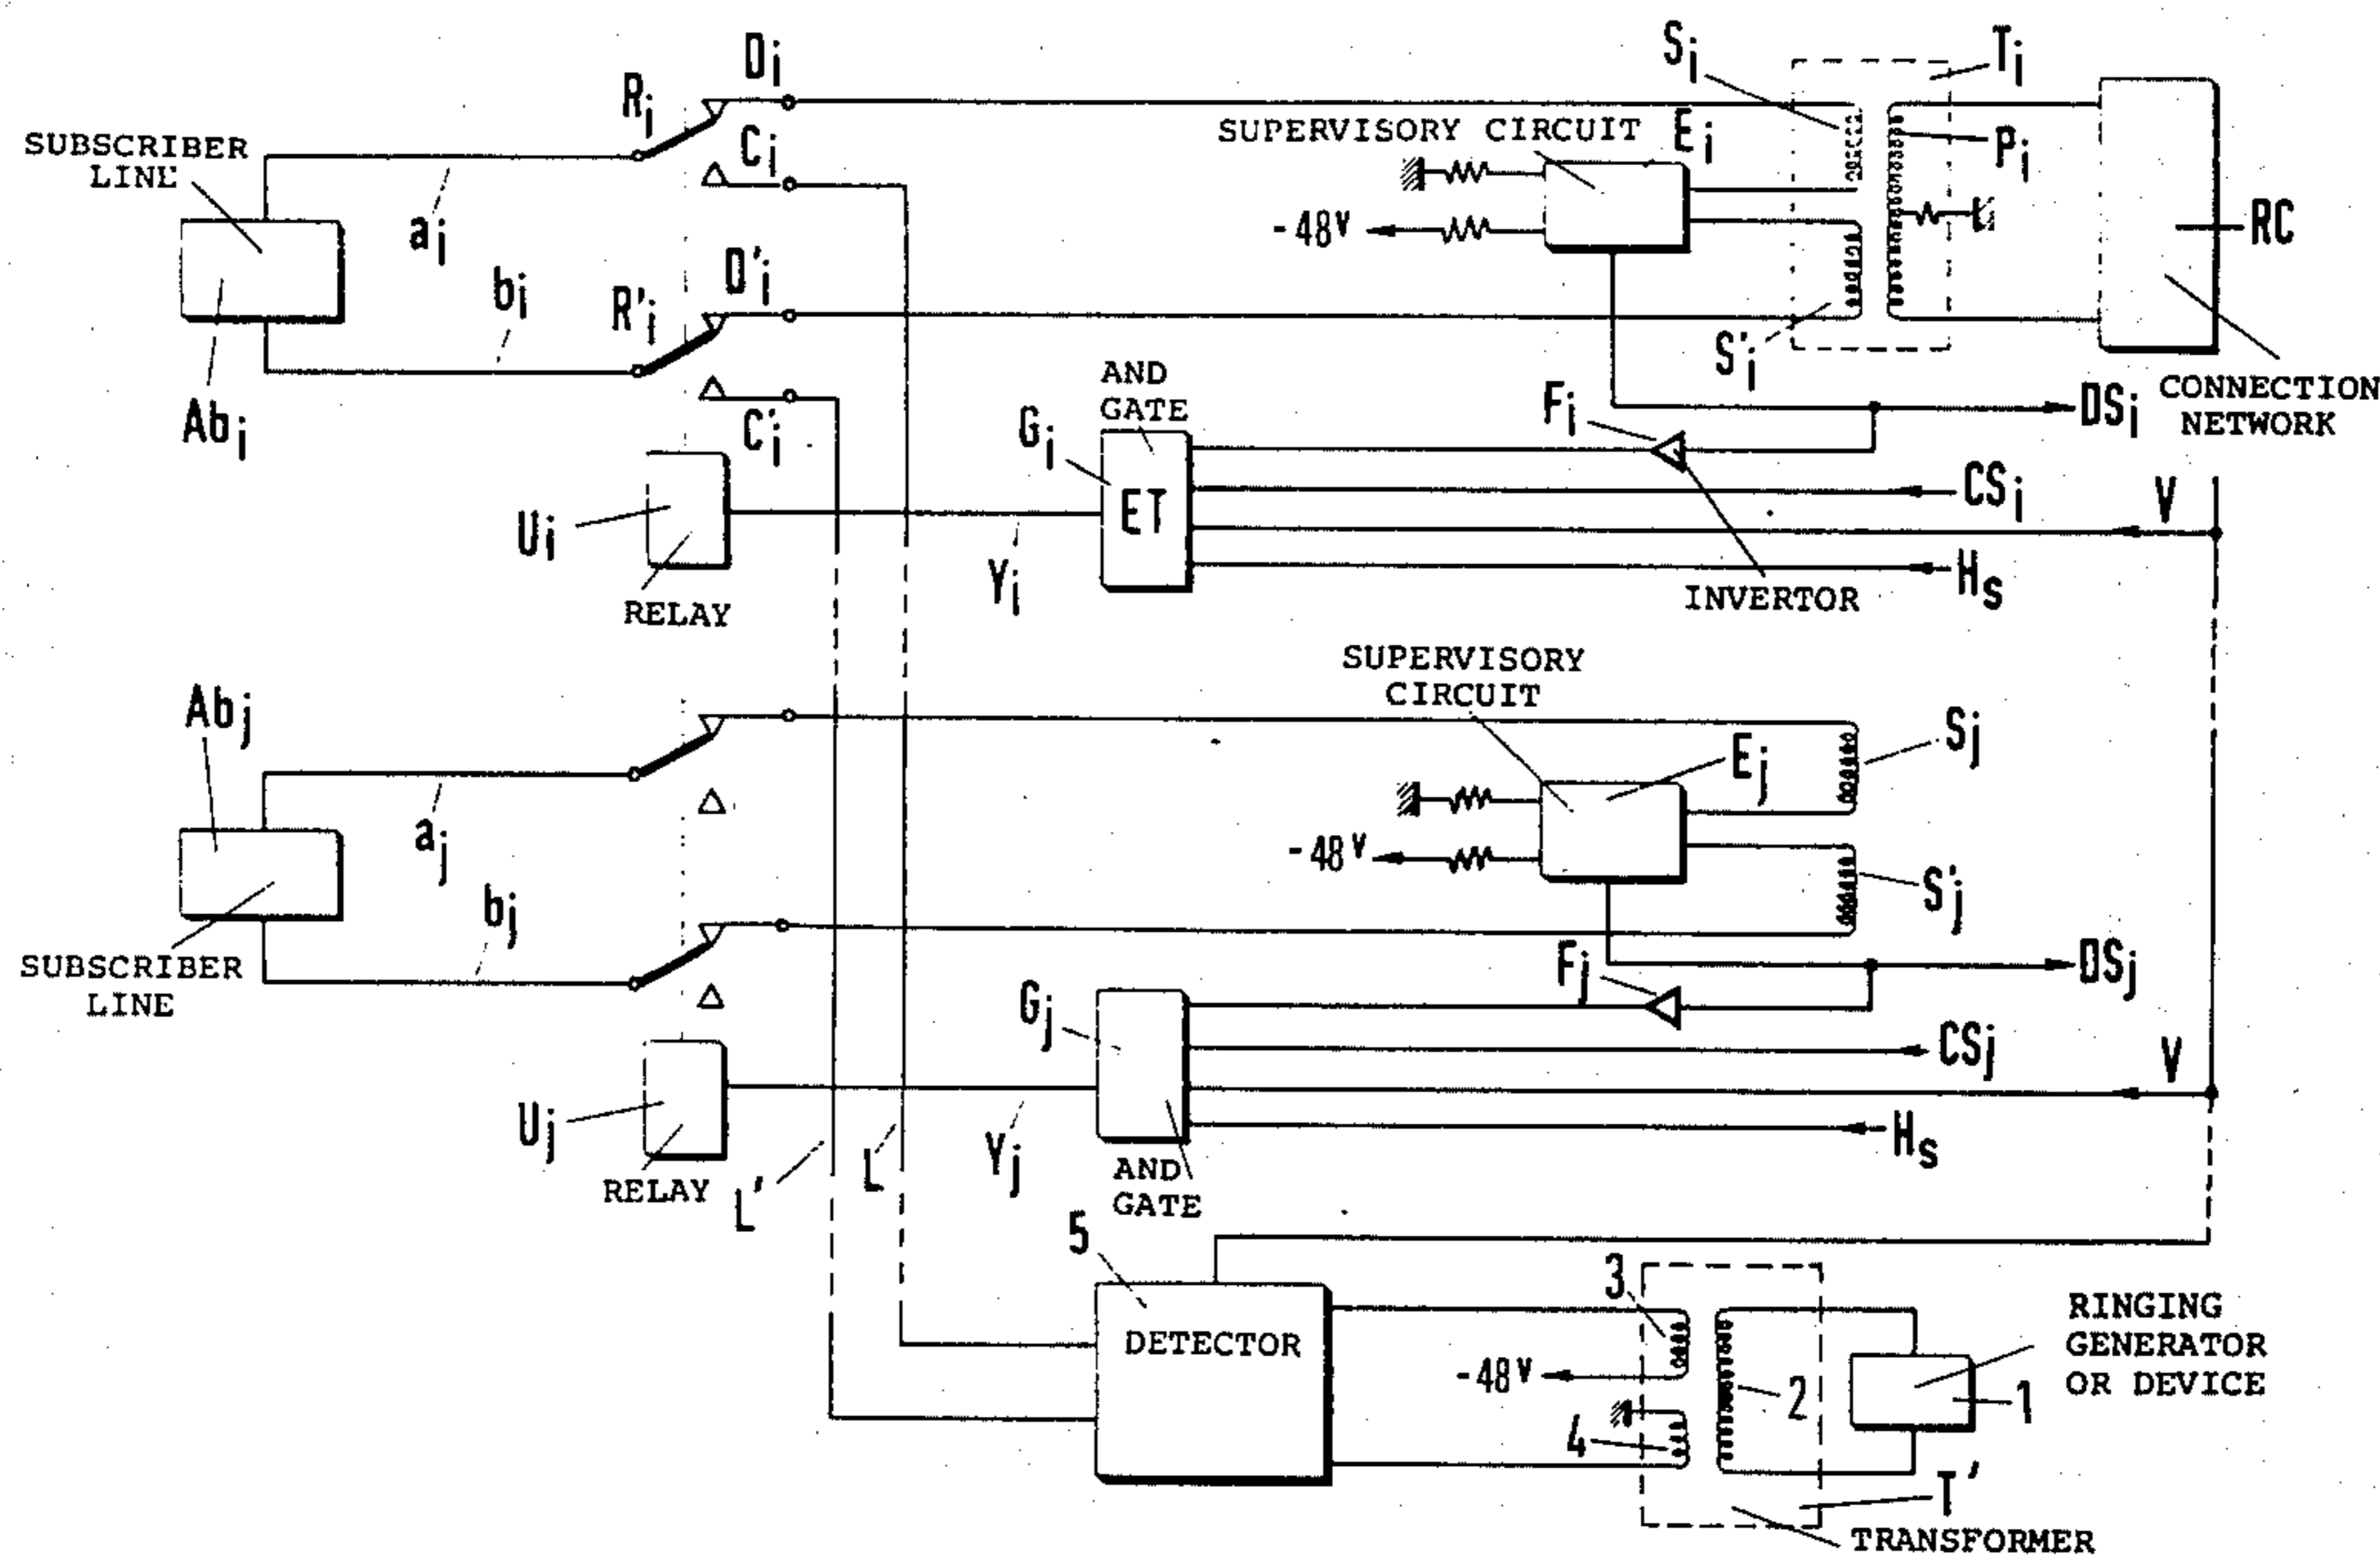 SUBSCRIBER
LINE
Abi
ai
bi
Ri
R'i
Di
Ci
D'i
C'i
Ui
RELAY
Yi
Gi
AND
GATE
ET
SUPERVISORY CIRCUIT
Ei
-48V
Si
S'i
Ti
Pi
RC
CONNECTION
NETWORK
Fi
DSi
CSi
V
Hs
INVERTOR
Abj
aj
bj
SUBSCRIBER
LINE
Uj
RELAY
L'
L
Yj
Gj
AND
GATE
SUPERVISORY
CIRCUIT
Ej
-48V
Sj
S'j
Fj
DSj
CSj
V
Hs
5
DETECTOR
3
-48V
4
2
1
RINGING
GENERATOR
OR DEVICE
T'
TRANSFORMER